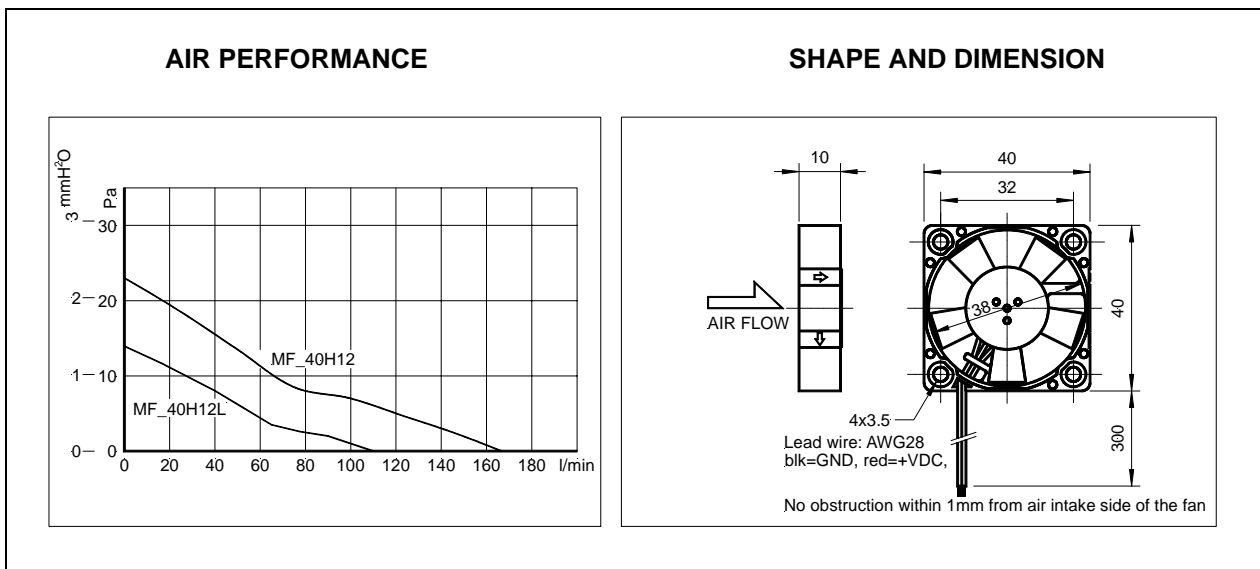 AIR PERFORMANCE
3 mmH²O
Pa
30
2
20
1
10
0
0
0 20 40 60 80 100 120 140 160 180 l/min
MF_40H12
MF_40H12L
SHAPE AND DIMENSION
10
40
32
AIR FLOW
38
40
300
4x3.5
Lead wire: AWG28
blk=GND, red=+VDC,
No obstruction within 1mm from air intake side of the fan